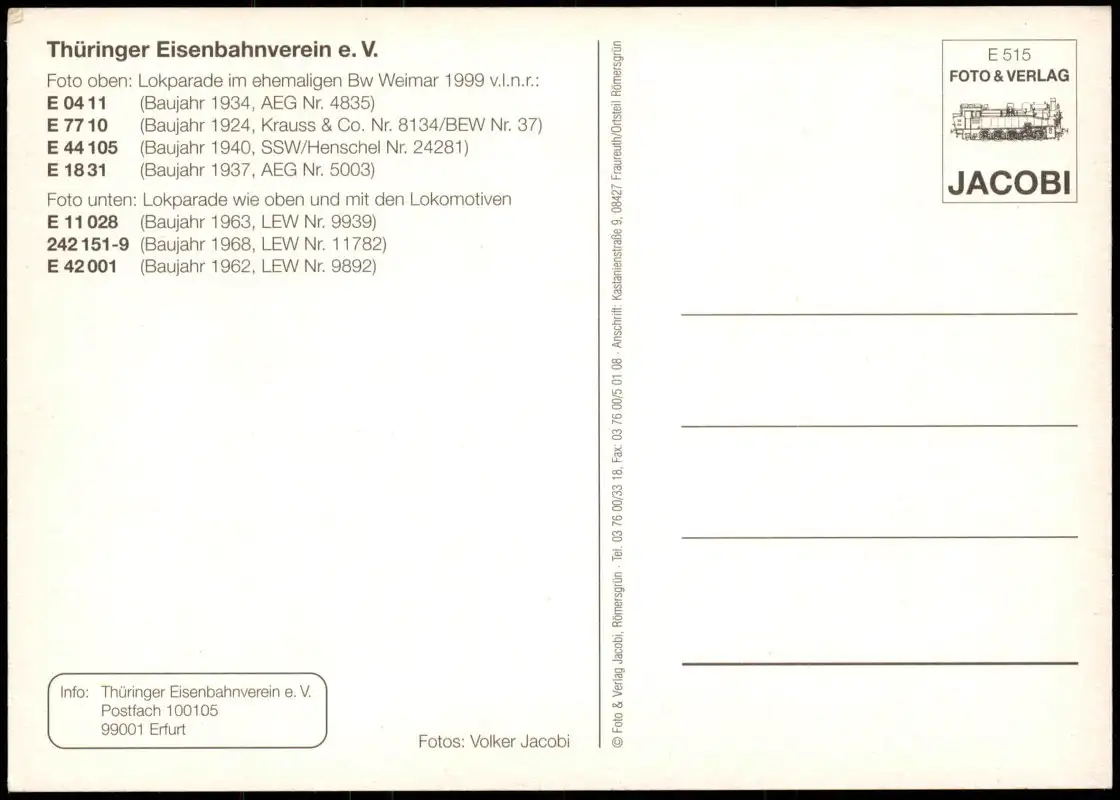 Thüringer Eisenbahnverein e. V.
Foto oben: Lokparade im ehemaligen Bw Weimar 1999 v.l.n.r.:
E 04 11 (Baujahr 1934, AEG Nr. 4835)
E 77 10 (Baujahr 1924, Krauss & Co. Nr. 8134/BEW Nr. 37)
E 44 105 (Baujahr 1940, SSW/Henschel Nr. 24281)
E 18 31 (Baujahr 1937, AEG Nr. 5003)
Foto unten: Lokparade wie oben und mit den Lokomotiven
E 11 028 (Baujahr 1963, LEW Nr. 9939)
242 151-9 (Baujahr 1968, LEW Nr. 11782)
E 42 001 (Baujahr 1962, LEW Nr. 9892)
Info: Thüringer Eisenbahnverein e. V.
Postfach 100105
99001 Erfurt
Fotos: Volker Jacobi
© Foto & Verlag Jacobi, Römersgrün · Tel. 03 76 00/33 18, Fax: 03 76 00/5 01 08 · Anschrift: Kastanienstraße 9, 08427 Fraureuth/Ortsteil Römersgrün
E 515
FOTO & VERLAG
JACOBI